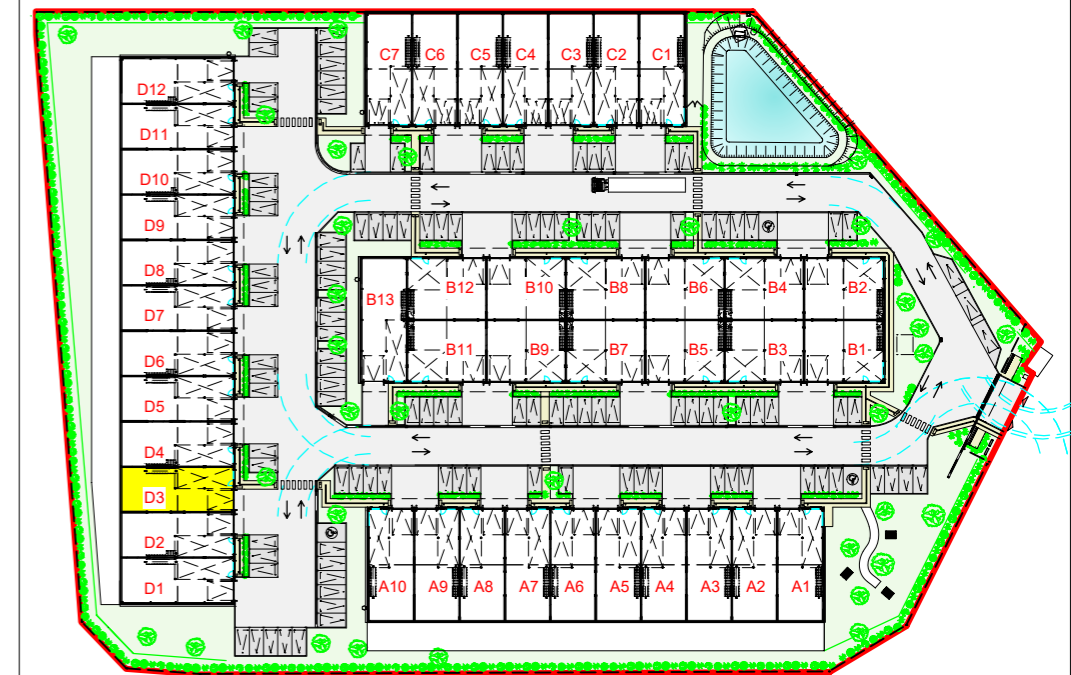 C7 C6 C5 C4 C3 C2 C1
D12
D11
D10
D9
D8
D7
D6
D5
D4
D3
D2
D1
B13 B12 B10 B8 B6 B4 B2
B11 B9 B7 B5 B3 B1
A10 A9 A8 A7 A6 A5 A4 A3 A2 A1